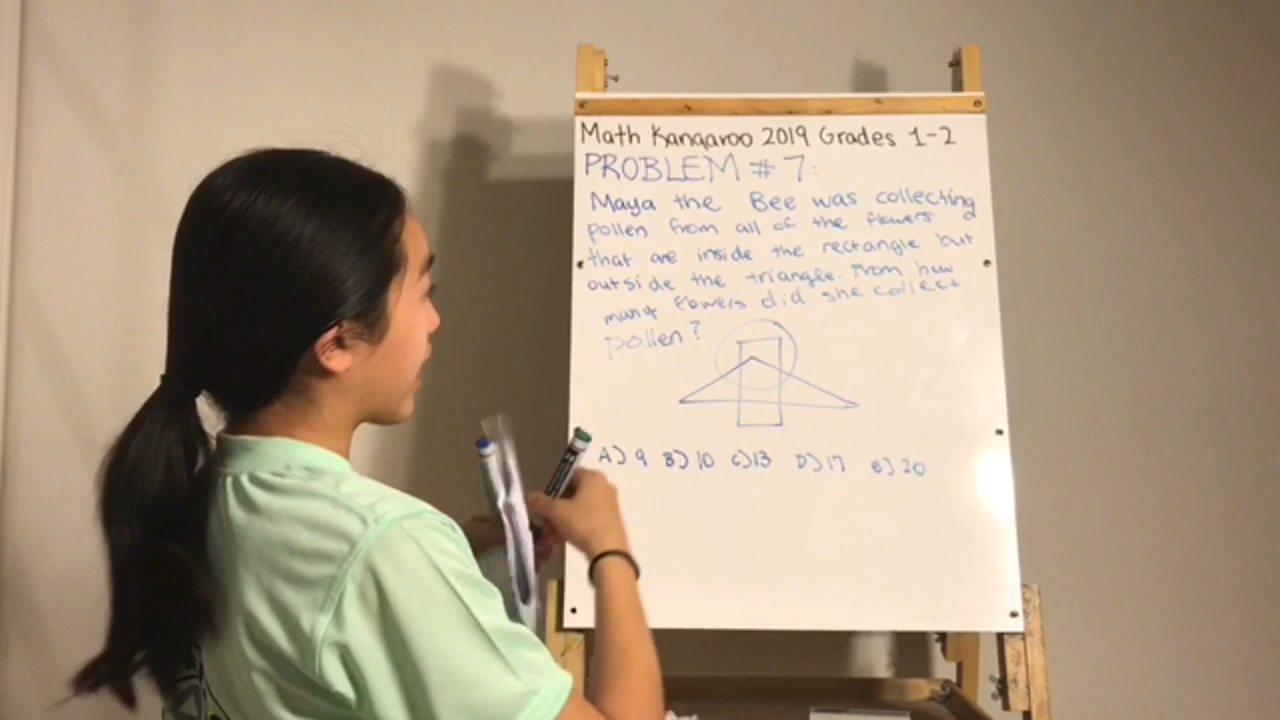 Math Kangaroo 2019 Grades 1-2
PROBLEM # 7:
Maya the Bee was collecting
pollen from all of the flowers
that are inside the rectangle but
outside the triangle. From how
many flowers did she collect
pollen?
A) 9 B) 10 C) 13 D) 17 E) 20